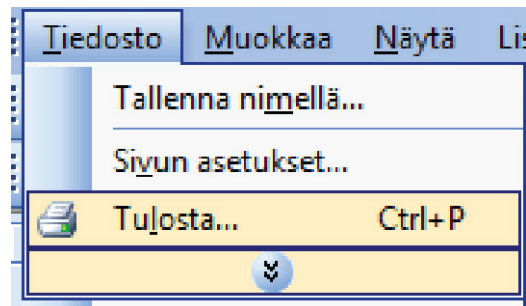 Tiedosto Muokkaa Näytä
Tallenna nimellä...
Sivun asetukset...
Tulosta... Ctrl+P